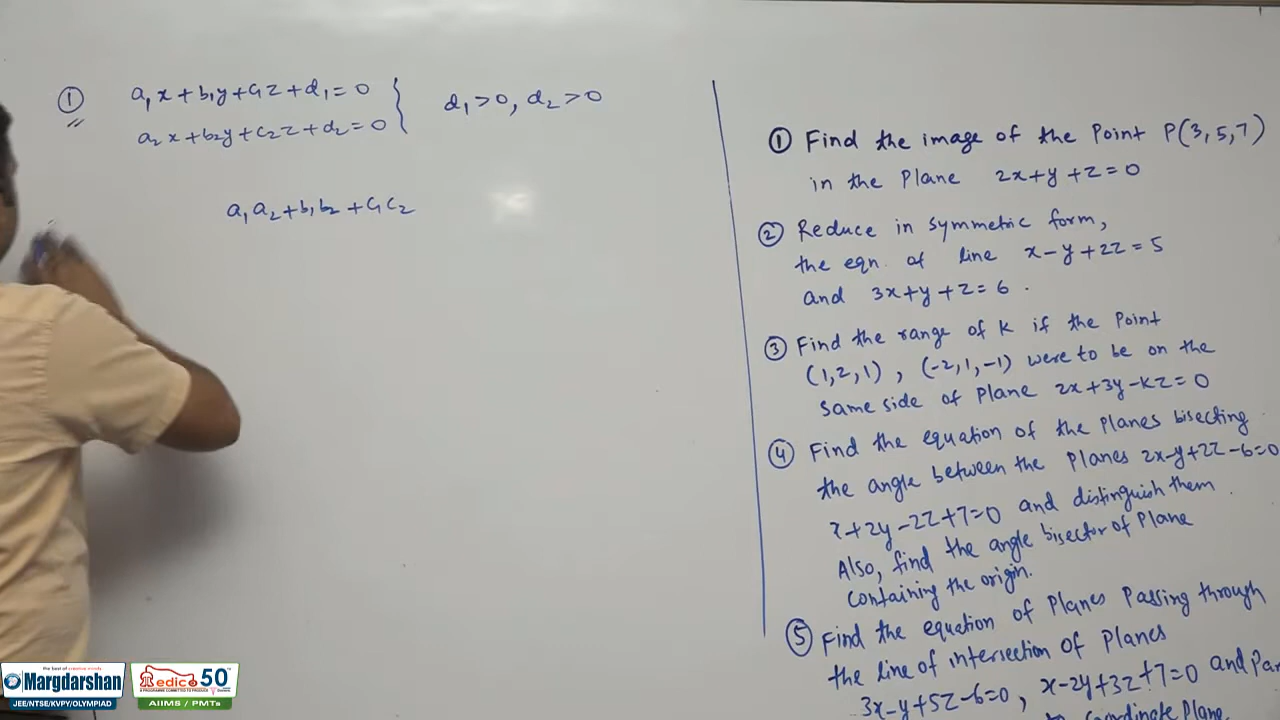 ① a₁x + b₁y + c₁z + d₁ = 0
a₂x + b₂y + c₂z + d₂ = 0
d₁ > 0, d₂ > 0
a₁a₂ + b₁b₂ + c₁c₂
① Find the image of the Point P(3, 5, 7)
in the Plane 2x + y + z = 0
② Reduce in symmetric form,
the eqn. of line x - y + 2z = 5
and 3x + y + z = 6 .
③ Find the range of K if the Point
(1, 2, 1) , (-2, 1, -1) were to be on the
same side of Plane 2x + 3y - Kz = 0
④ Find the equation of the Planes bisecting
the angle between the Planes 2x - y + 2z - 6 = 0
x + 2y - 2z + 7 = 0 and distinguish them
Also, find the angle bisector of Plane
containing the origin.
⑤ Find the equation of Planes Passing through
the line of intersection of Planes
3x - y + 5z - 6 = 0 , x - 2y + 3z + 7 = 0 and Par
coordinate Plane
Margdarshan
JEE/NTSE/KVPY/OLYMPIAD
edic 50
AIIMS / PMTs